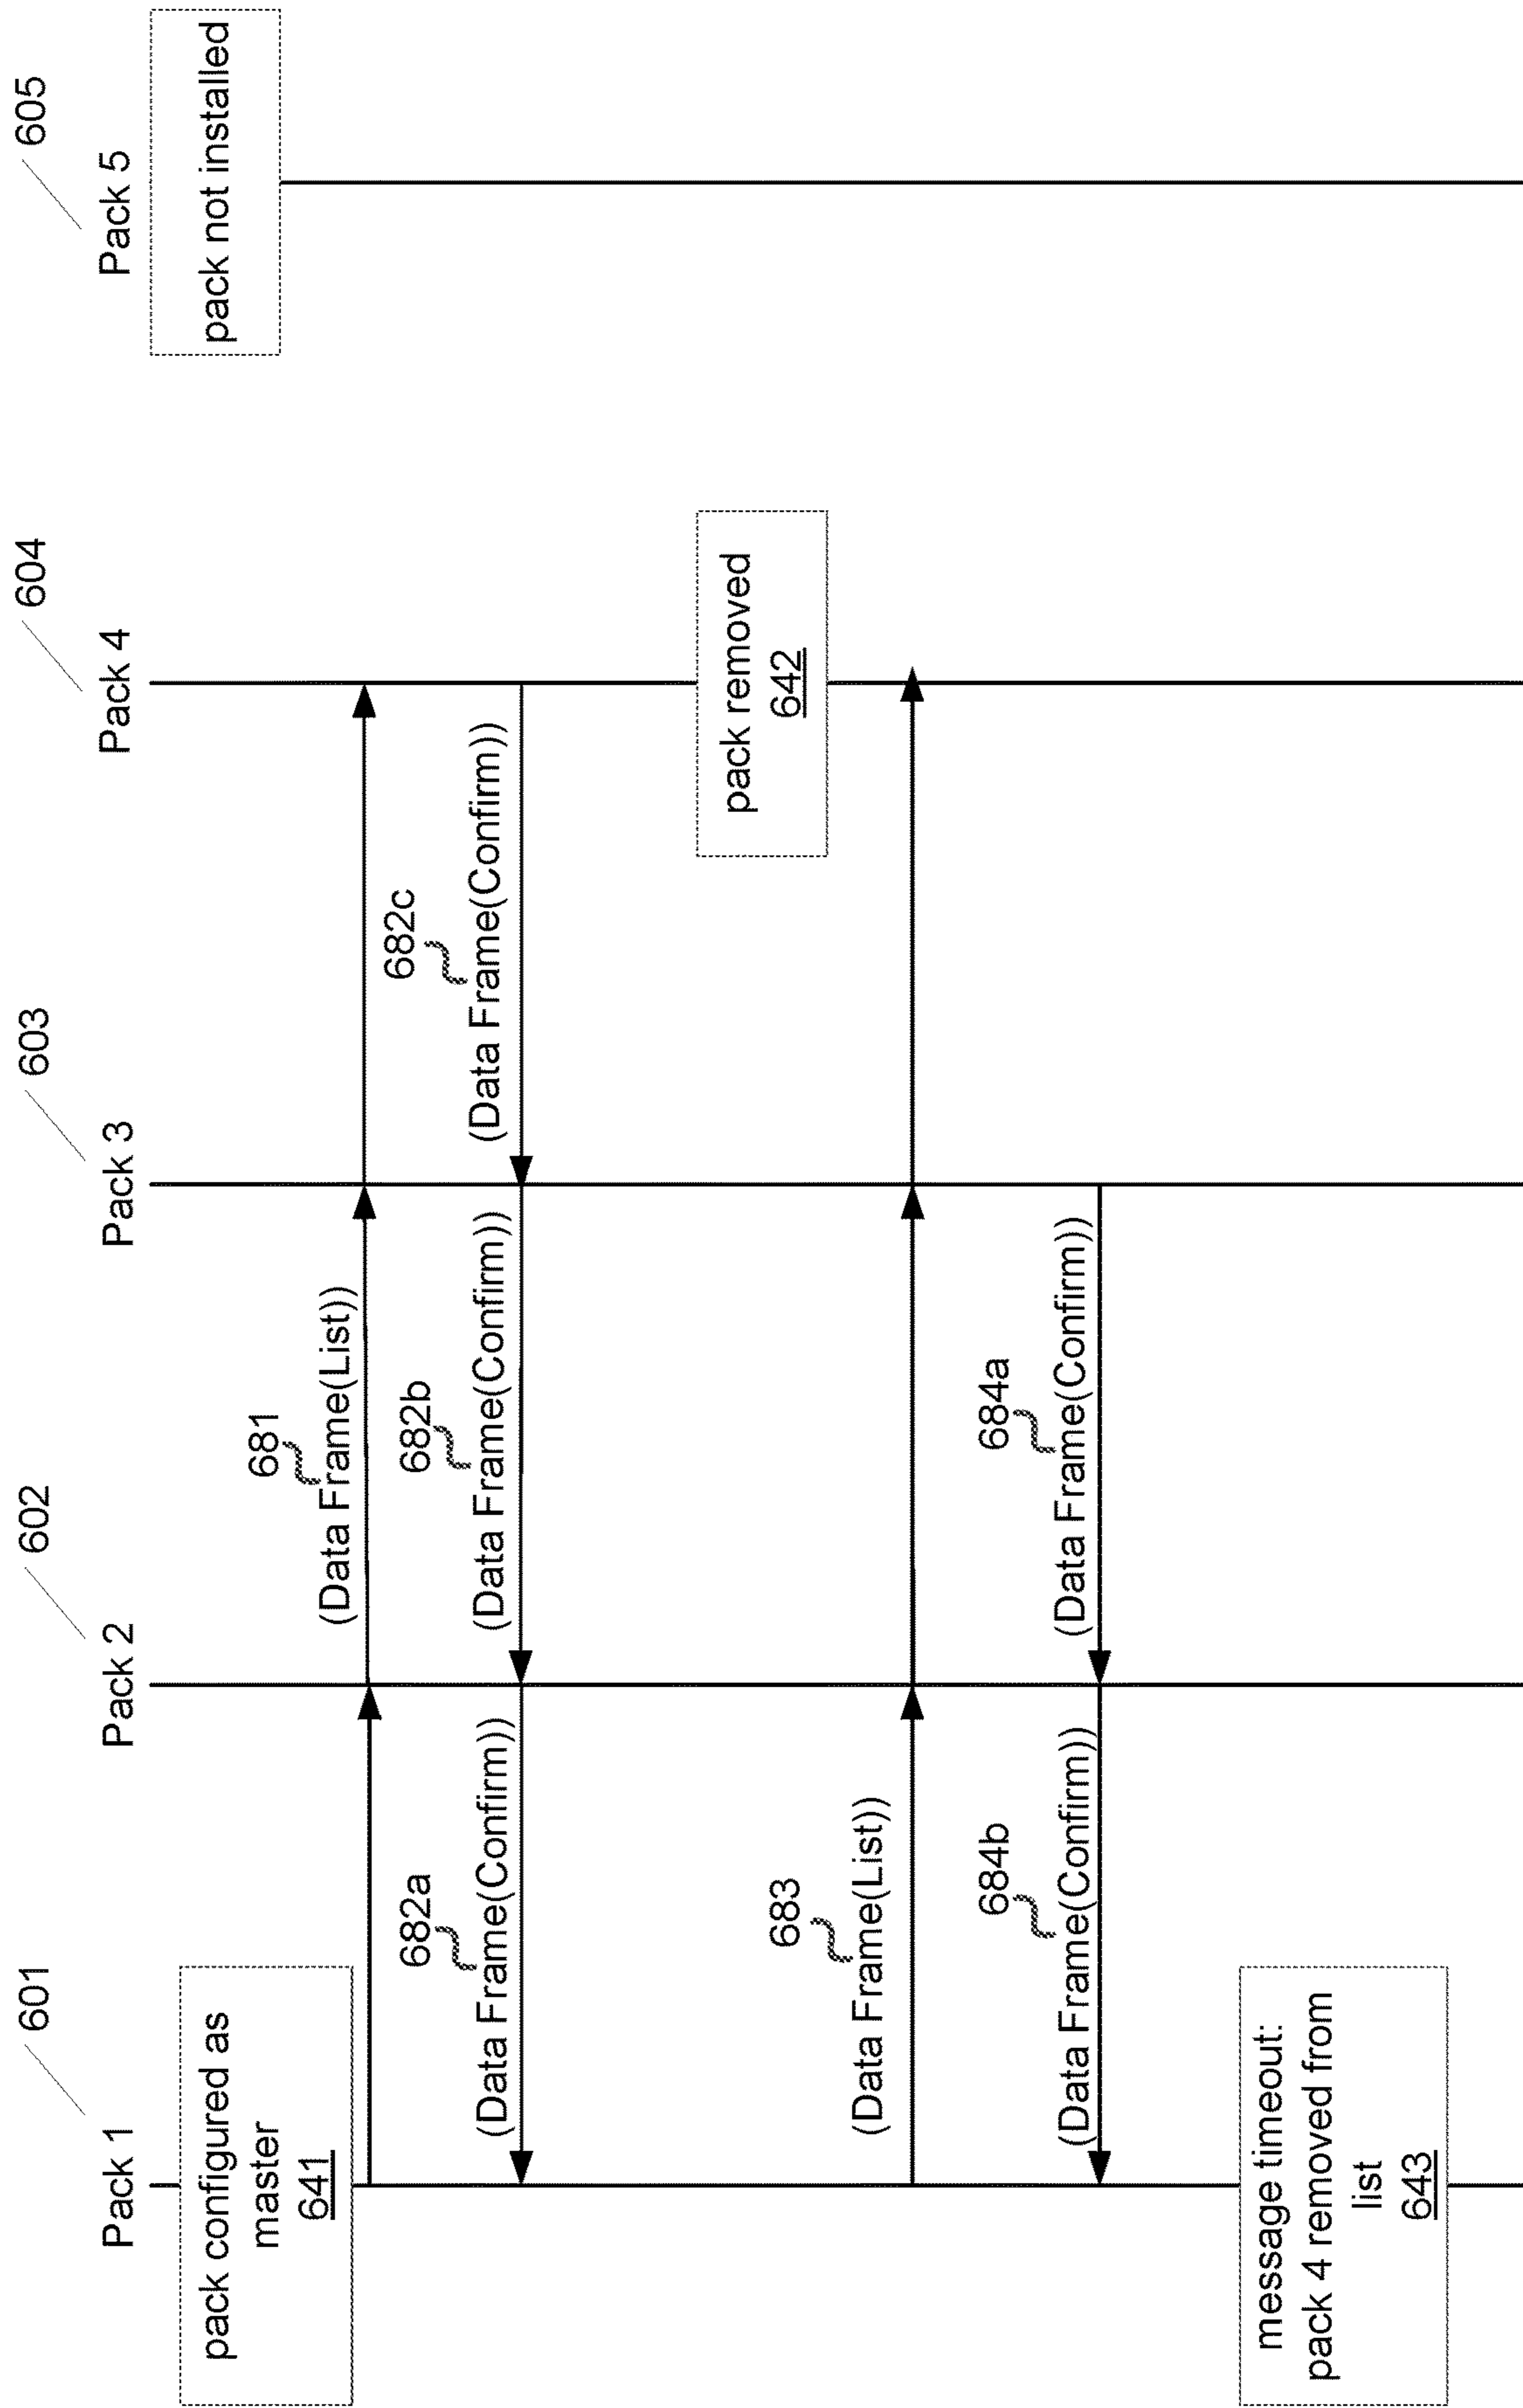 601
602
603
604
605
Pack 1
Pack 2
Pack 3
Pack 4
Pack 5
pack configured as
master
641
pack not installed
681
(Data Frame(List))
682a
(Data Frame(Confirm))
682b
(Data Frame(Confirm))
682c
(Data Frame(Confirm))
pack removed
642
683
(Data Frame(List))
684b
(Data Frame(Confirm))
684a
(Data Frame(Confirm))
message timeout:
pack 4 removed from
list
643